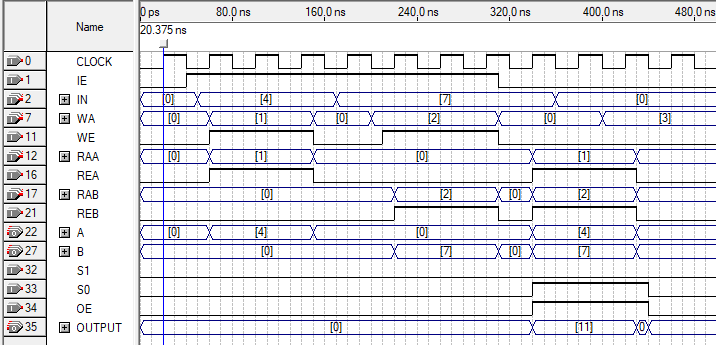 Name
0 ps 80.0 ns 160.0 ns 240.0 ns 320.0 ns 400.0 ns 480.0 ns
20.375 ns
0 CLOCK
1 IE
2 IN [0] [4] [7] [0]
7 WA [0] [1] [0] [2] [0] [3]
11 WE
12 RAA [0] [1] [0] [1]
16 REA
17 RAB [0] [2] [0] [2]
21 REB
22 A [0] [4] [0] [4]
27 B [0] [7] [0] [7]
32 S1
33 S0
34 OE
35 OUTPUT [0] [11] 0